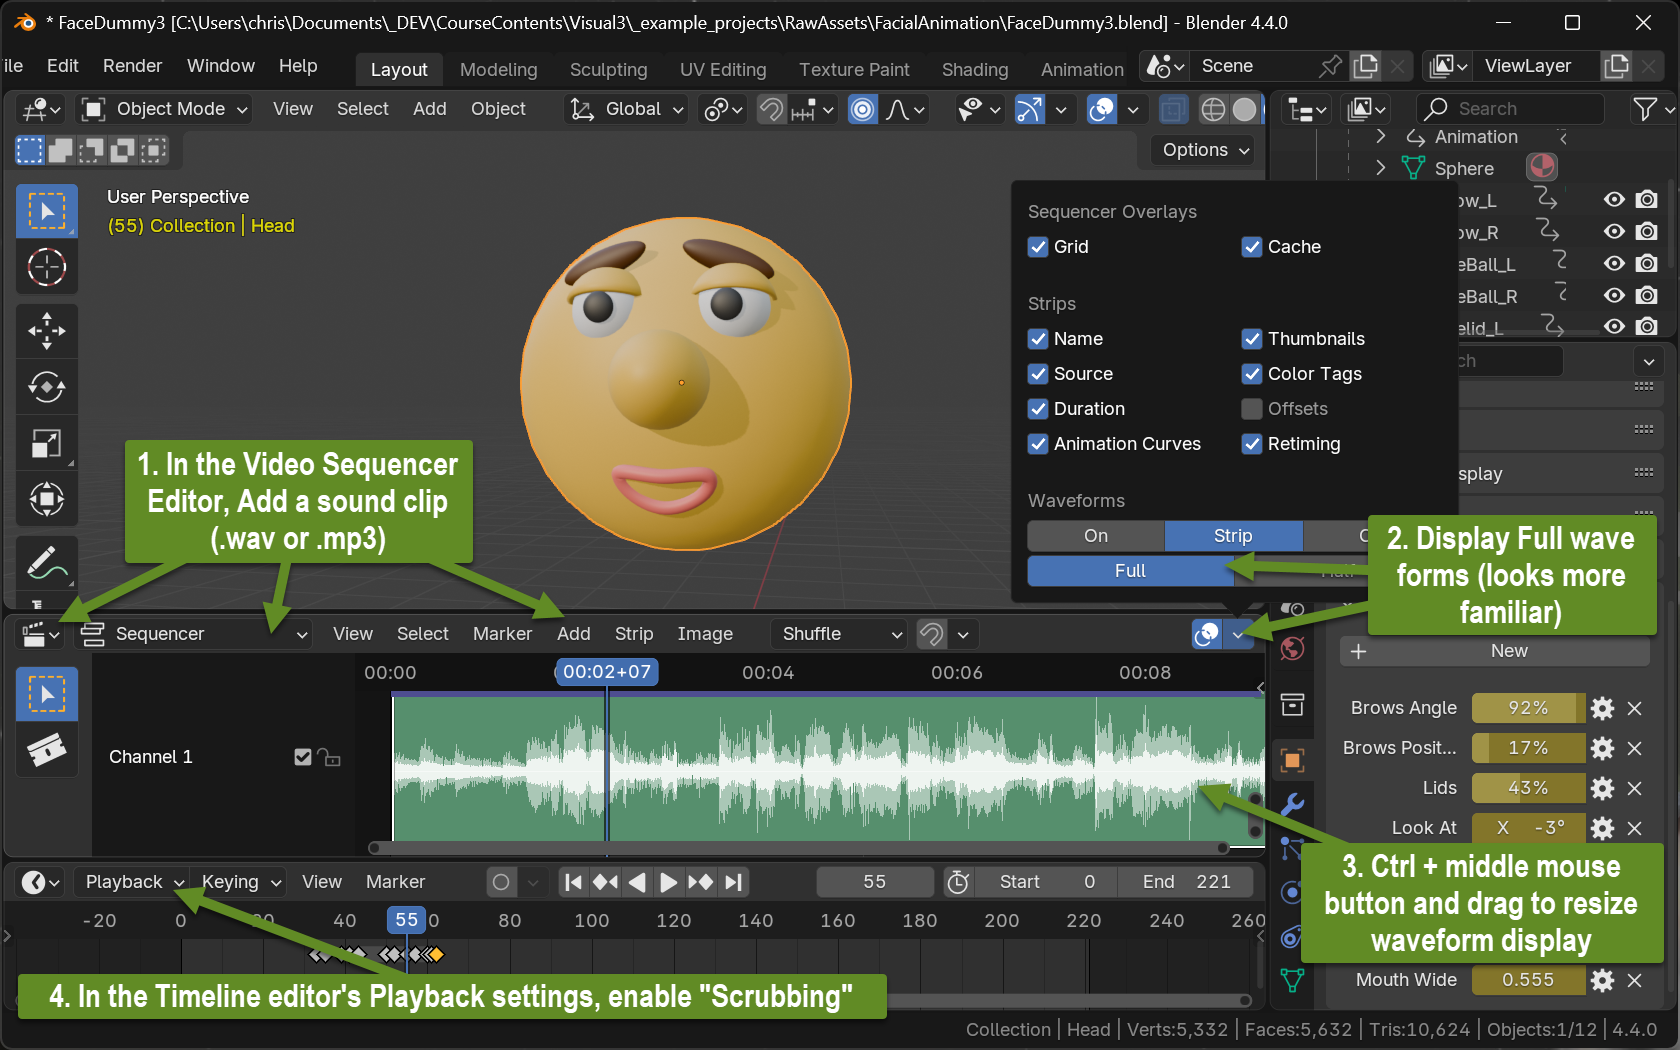 * FaceDummy3 [C:\Users\chris\Documents\_DEV\CourseContents\Visual3\_example_projects\RawAssets\FacialAnimation\FaceDummy3.blend] - Blender 4.4.0
ile Edit Render Window Help Layout Modeling Sculpting UV Editing Texture Paint Shading Animation Scene ViewLayer
Object Mode View Select Add Object Global Search
Options
Animation
Sphere
User Perspective
(55) Collection | Head
ow_L
ow_R
eBall_L
eBall_R
elid_L
ch
splay
Sequencer Overlays
Grid Cache
Strips
Name Thumbnails
Source Color Tags
Duration Offsets
Animation Curves Retiming
Waveforms
On Strip
Full Half
1. In the Video Sequencer
Editor, Add a sound clip
(.wav or .mp3)
2. Display Full wave
forms (looks more
familiar)
Sequencer View Select Marker Add Strip Image Shuffle
New
00:00 00:02+07 00:04 00:06 00:08
Channel 1
Brows Angle 92%
Brows Posit... 17%
Lids 43%
Look At X -3°
3. Ctrl + middle mouse
button and drag to resize
waveform display
Mouth Wide 0.555
Playback Keying View Marker 55 Start 0 End 221
-20 0 20 40 55 60 80 100 120 140 160 180 200 220 240 260
4. In the Timeline editor's Playback settings, enable "Scrubbing"
Collection | Head | Verts:5,332 | Faces:5,632 | Tris:10,624 | Objects:1/12 | 4.4.0